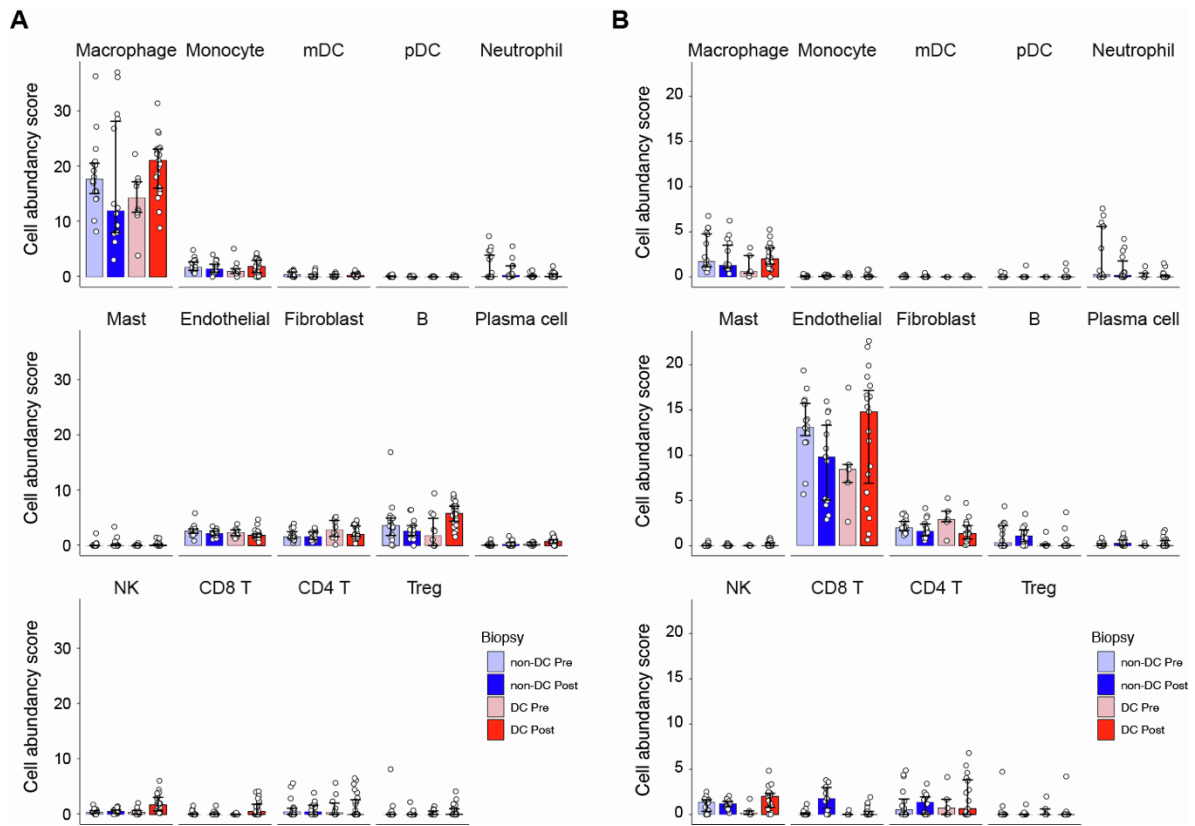 A
B
Macrophage Monocyte mDC pDC Neutrophil
Cell abundancy score
30
20
10
0
Mast Endothelial Fibroblast B Plasma cell
Cell abundancy score
30
20
10
0
NK CD8 T CD4 T Treg
Cell abundancy score
30
20
10
0
Biopsy
non-DC Pre
non-DC Post
DC Pre
DC Post
Macrophage Monocyte mDC pDC Neutrophil
Cell abundancy score
20
15
10
5
0
Mast Endothelial Fibroblast B Plasma cell
Cell abundancy score
20
15
10
5
0
NK CD8 T CD4 T Treg
Cell abundancy score
20
15
10
5
0
Biopsy
non-DC Pre
non-DC Post
DC Pre
DC Post